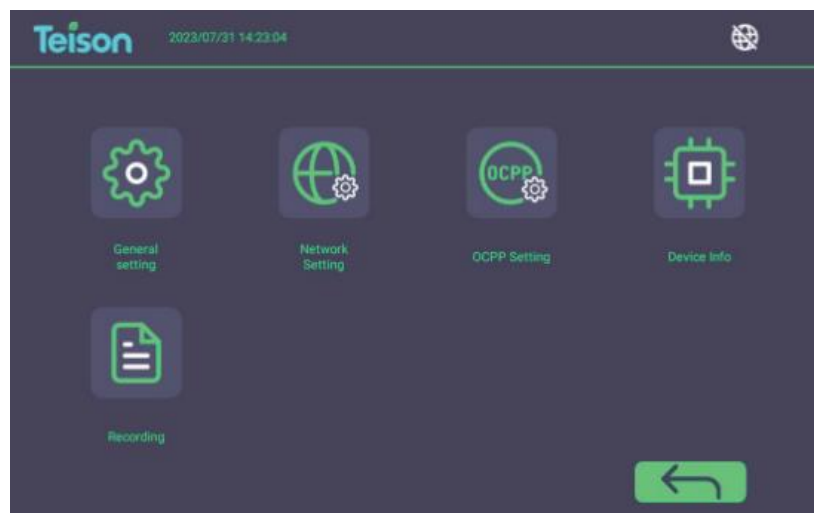 Teison
2023/07/31 14:23:04
OCPP
General
setting
Network
Setting
OCPP Setting
Device Info
Recording